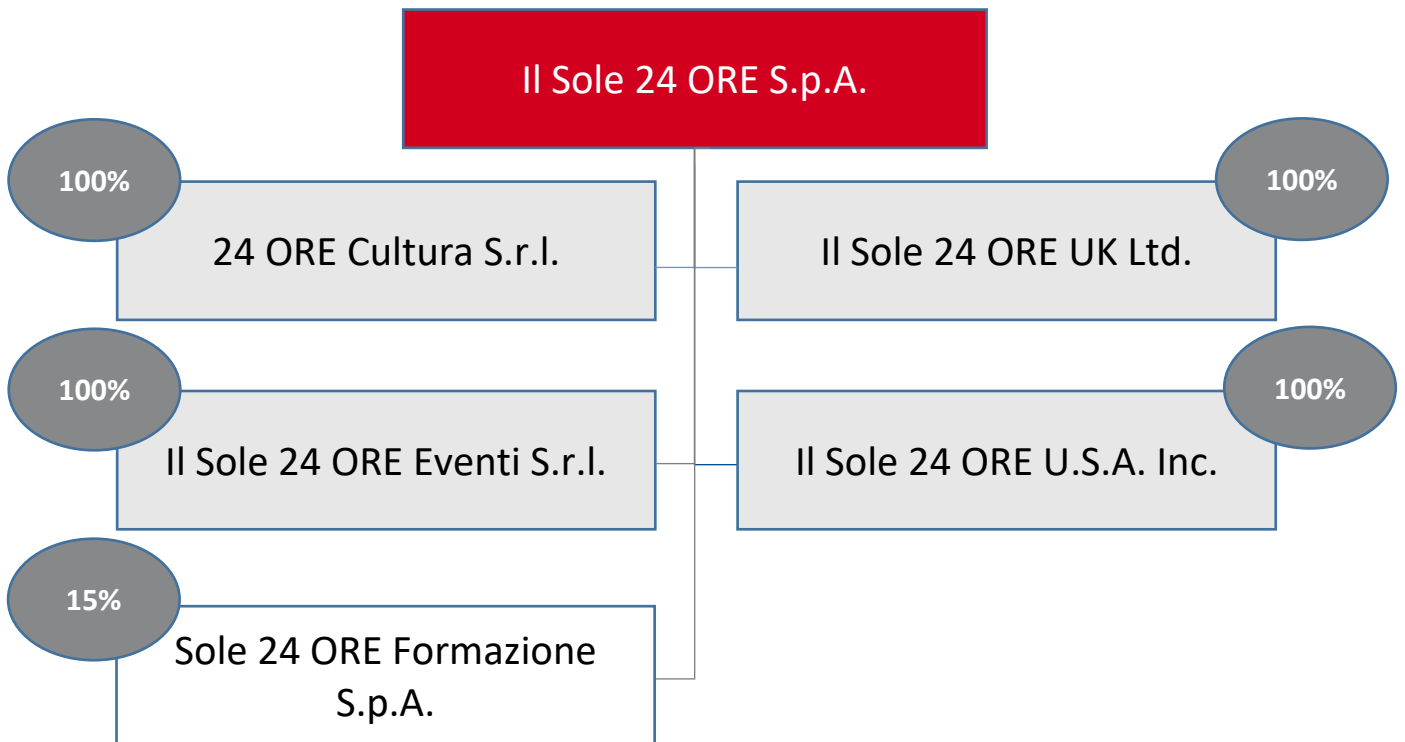 Il Sole 24 ORE S.p.A.
100%
24 ORE Cultura S.r.l.
100%
Il Sole 24 ORE UK Ltd.
100%
Il Sole 24 ORE Eventi S.r.l.
100%
Il Sole 24 ORE U.S.A. Inc.
15%
Sole 24 ORE Formazione
S.p.A.